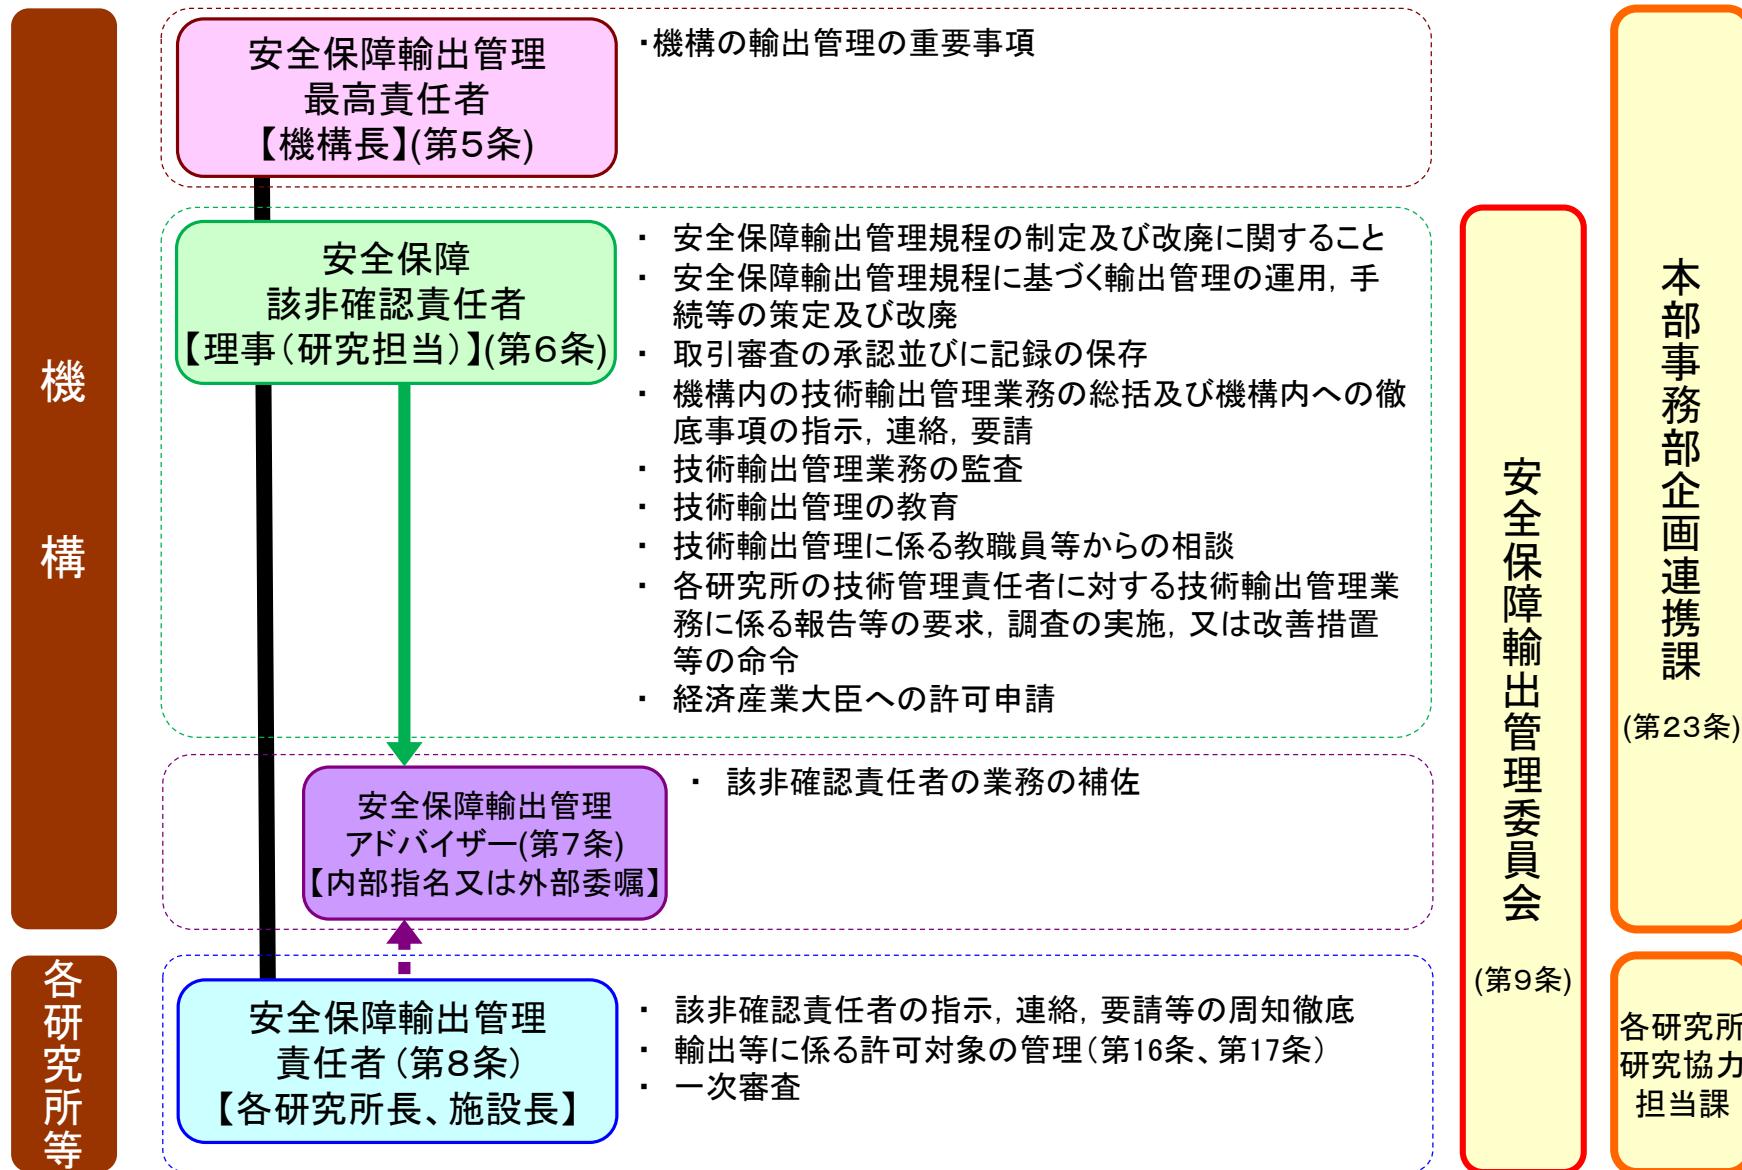 機
構
安全保障輸出管理
最高責任者
【機構長】(第5条)
・機構の輸出管理の重要事項
安全保障
該非確認責任者
【理事(研究担当)】(第6条)
・ 安全保障輸出管理規程の制定及び改廃に関すること
・ 安全保障輸出管理規程に基づく輸出管理の運用, 手
続等の策定及び改廃
・ 取引審査の承認並びに記録の保存
・ 機構内の技術輸出管理業務の総括及び機構内への徹
底事項の指示, 連絡, 要請
・ 技術輸出管理業務の監査
・ 技術輸出管理の教育
・ 技術輸出管理に係る教職員等からの相談
・ 各研究所の技術管理責任者に対する技術輸出管理業
務に係る報告等の要求, 調査の実施, 又は改善措置
等の命令
・ 経済産業大臣への許可申請
安全保障輸出管理
アドバイザー(第7条)
【内部指名又は外部委嘱】
・ 該非確認責任者の業務の補佐
各研究所等
安全保障輸出管理
責任者(第8条)
【各研究所長、施設長】
・ 該非確認責任者の指示, 連絡, 要請等の周知徹底
・ 輸出等に係る許可対象の管理(第16条、第17条)
・ 一次審査
安全保障輸出管理委員会
(第9条)
本部事務部企画連携課
(第23条)
各研究所
研究協力
担当課